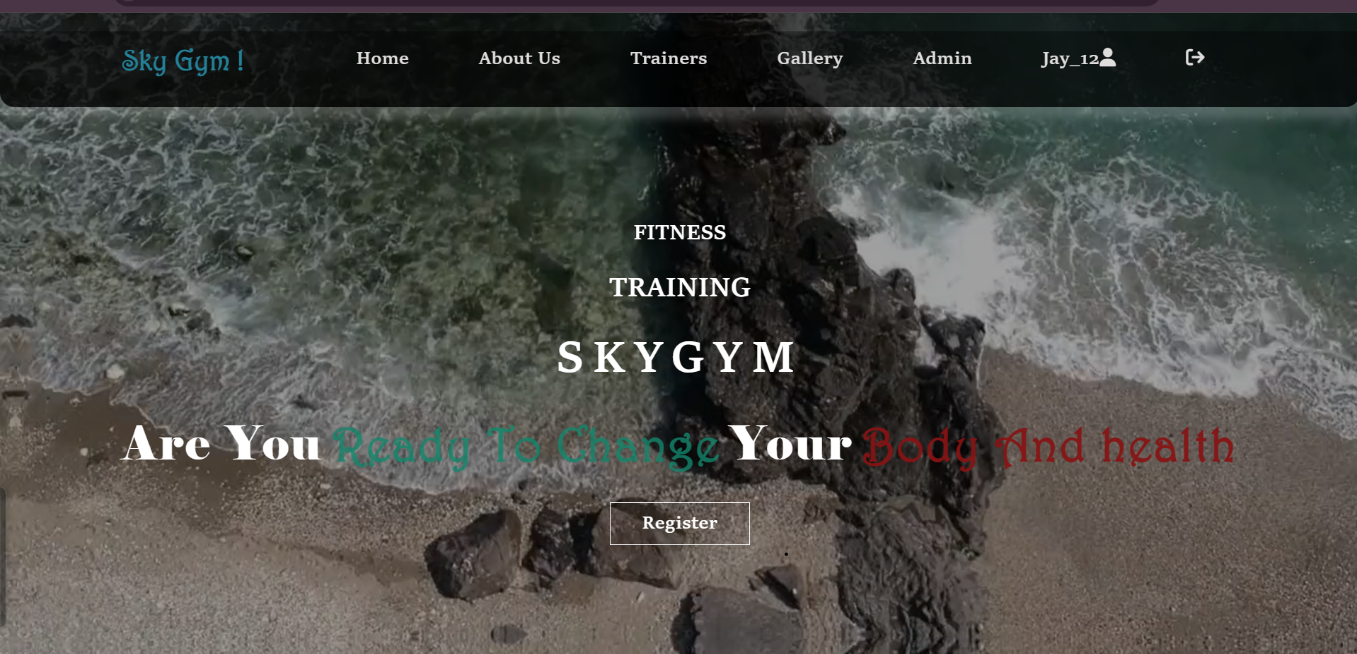 Sky Gym !
Home About Us Trainers Gallery Admin Jay_12
FITNESS
TRAINING
SKYGYM
Are You Ready To Change Your Body And health
Register